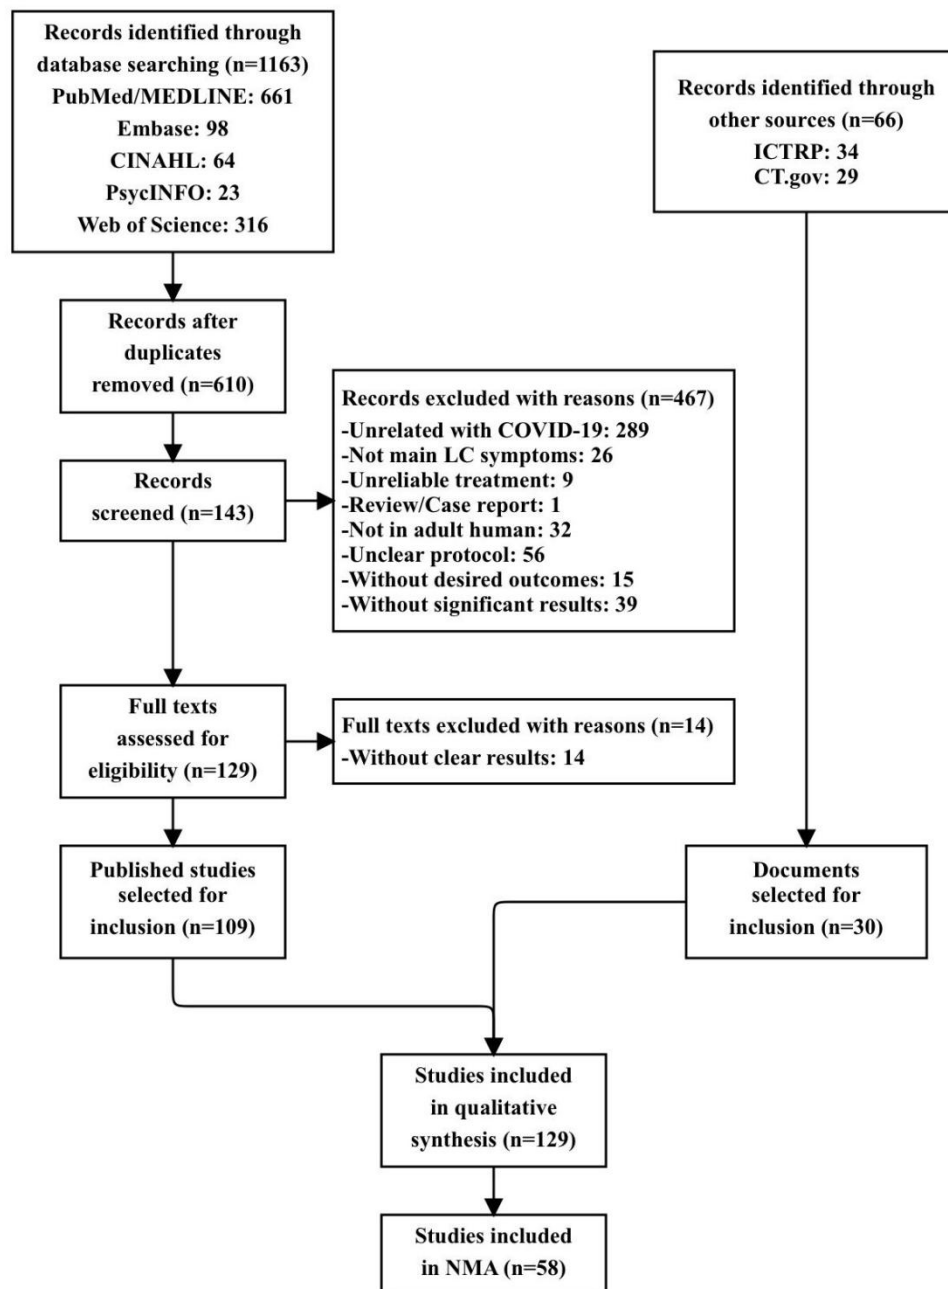 Records identified through
database searching (n=1163)
PubMed/MEDLINE: 661
Embase: 98
CINAHL: 64
PsycINFO: 23
Web of Science: 316
Records identified through
other sources (n=66)
ICTRP: 34
CT.gov: 29
Records after
duplicates
removed (n=610)
Records excluded with reasons (n=467)
-Unrelated with COVID-19: 289
-Not main LC symptoms: 26
-Unreliable treatment: 9
-Review/Case report: 1
-Not in adult human: 32
-Unclear protocol: 56
-Without desired outcomes: 15
-Without significant results: 39
Records
screened (n=143)
Full texts
assessed for
eligibility (n=129)
Full texts excluded with reasons (n=14)
-Without clear results: 14
Published studies
selected for
inclusion (n=109)
Documents
selected for
inclusion (n=30)
Studies included
in qualitative
synthesis (n=129)
Studies included
in NMA (n=58)